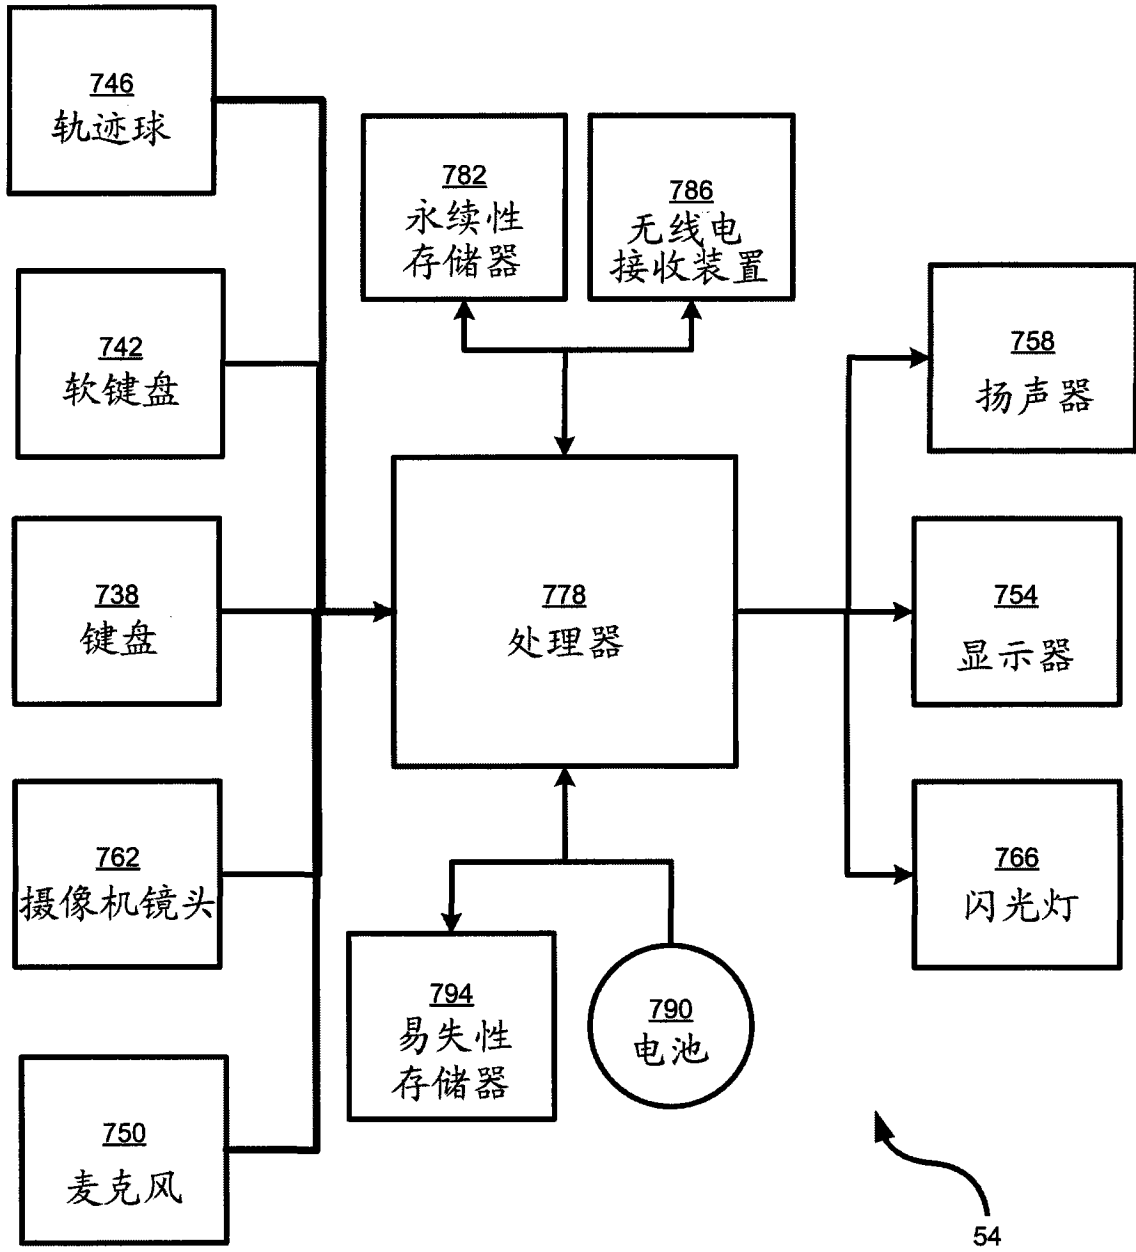 746
轨迹球
782
永续性
存储器
786
无线电
接收装置
742
软键盘
758
扬声器
738
键盘
778
处理器
754
显示器
762
摄像机镜头
766
闪光灯
794
易失性
存储器
790
电池
750
麦克风
54